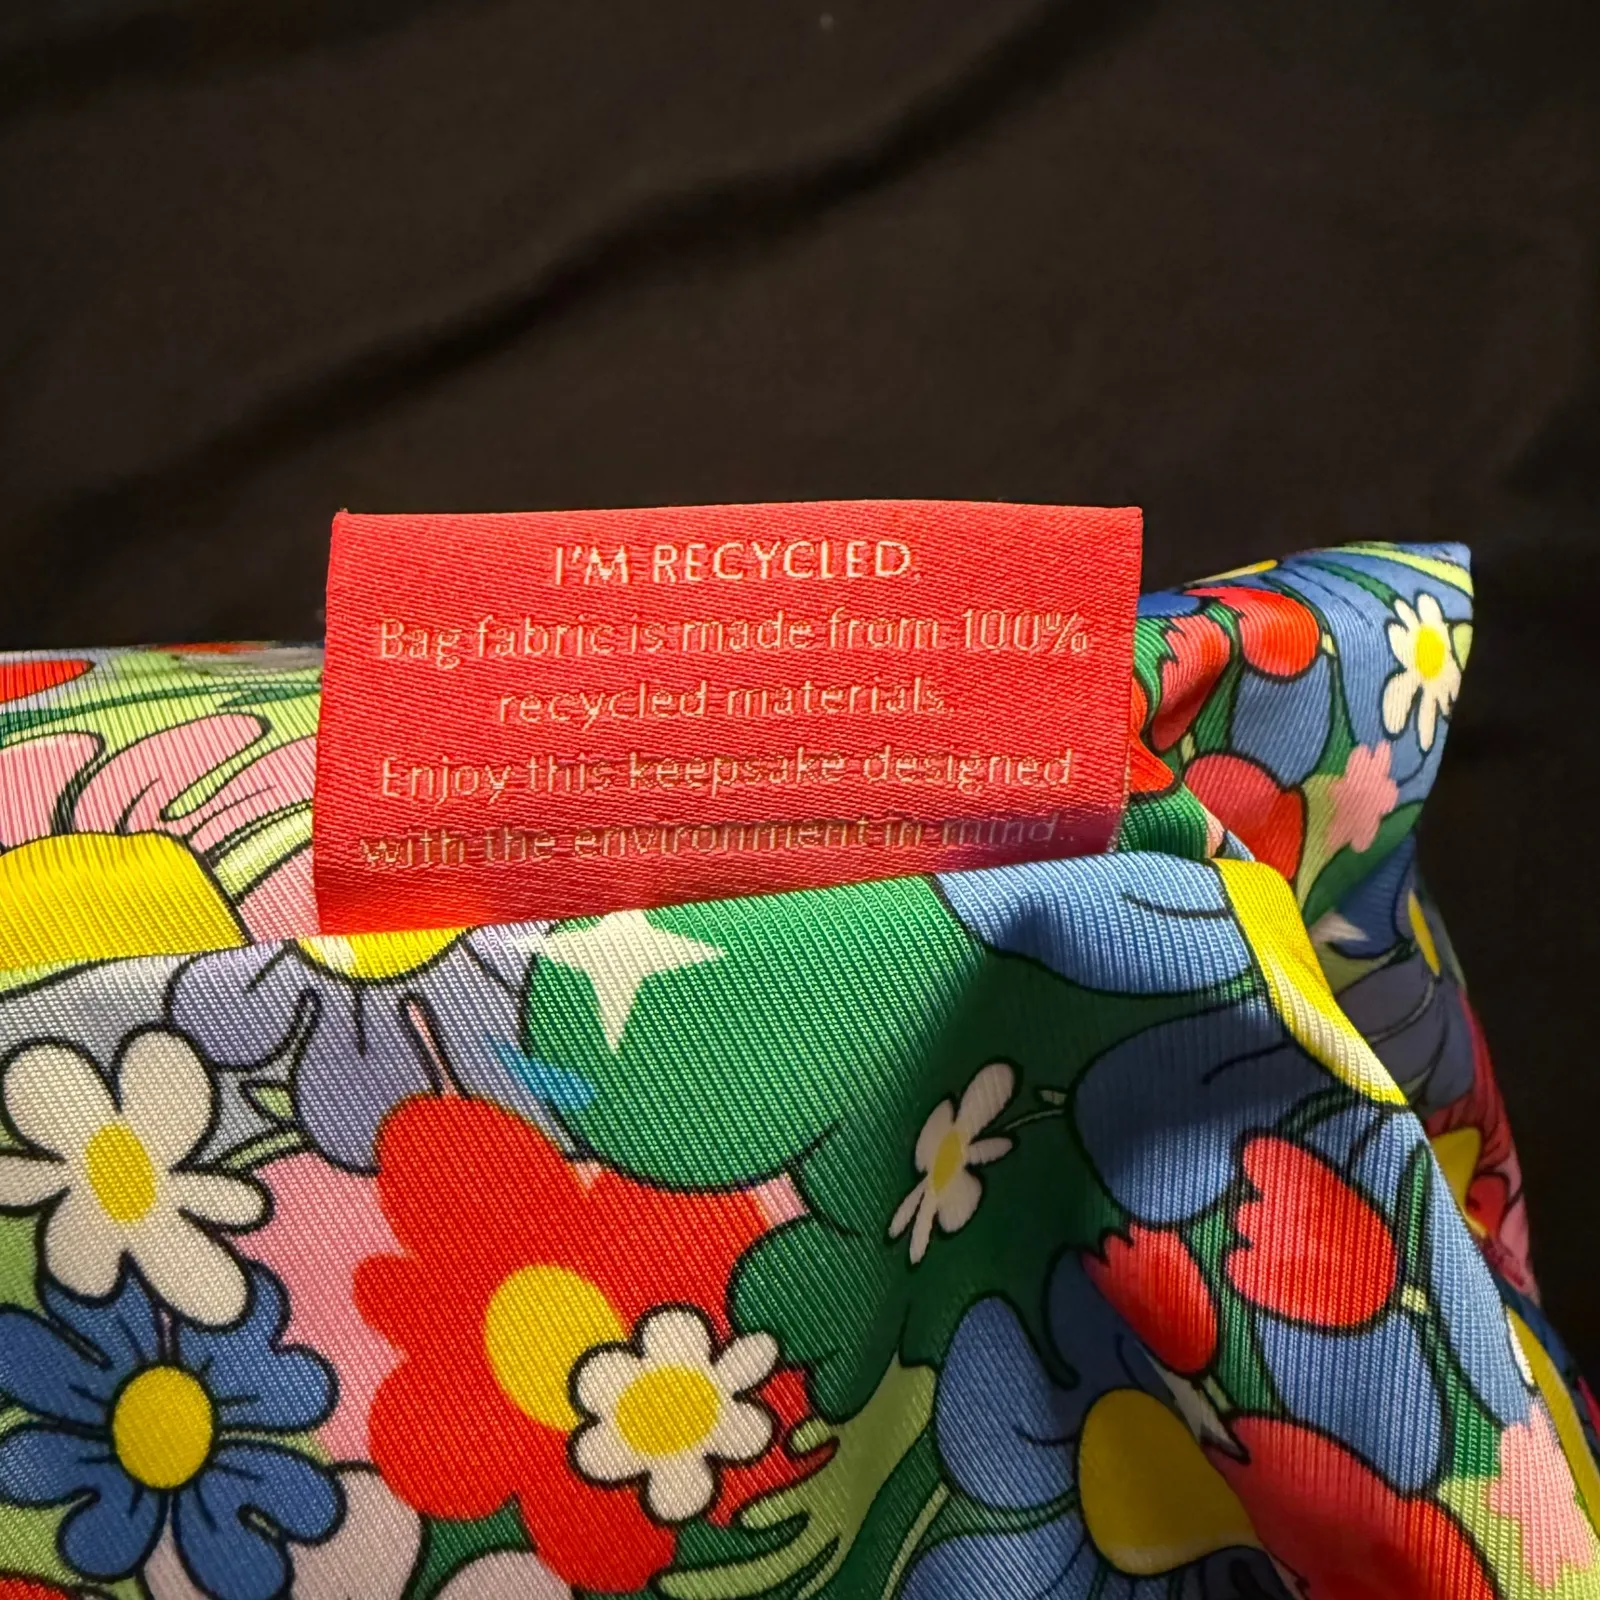 I'M RECYCLED.
Bag fabric is made from 100%
recycled materials.
Enjoy this keepsake designed
with the environment in mind.